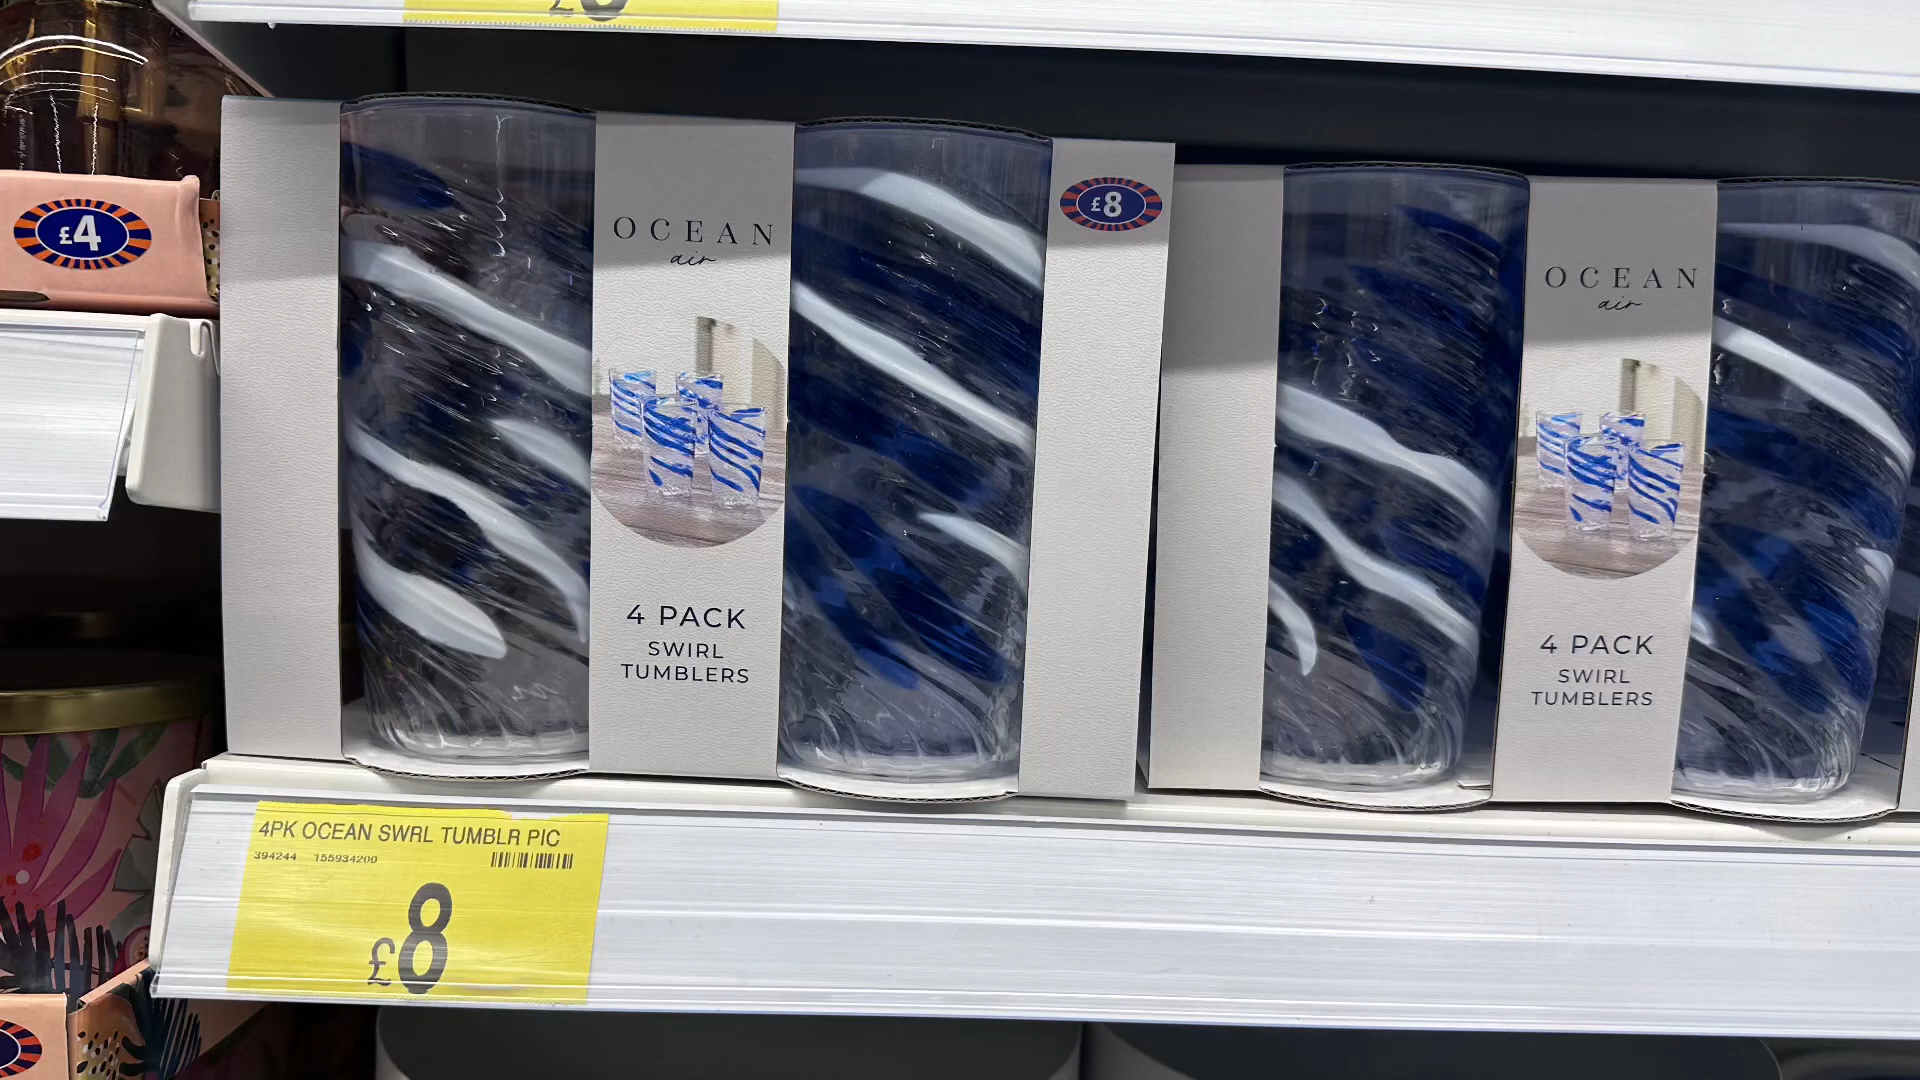 £4
OCEAN
air
4 PACK
SWIRL
TUMBLERS
£8
OCEAN
air
4 PACK
SWIRL
TUMBLERS
4PK OCEAN SWRL TUMBLR PIC
394244 155934200
£8